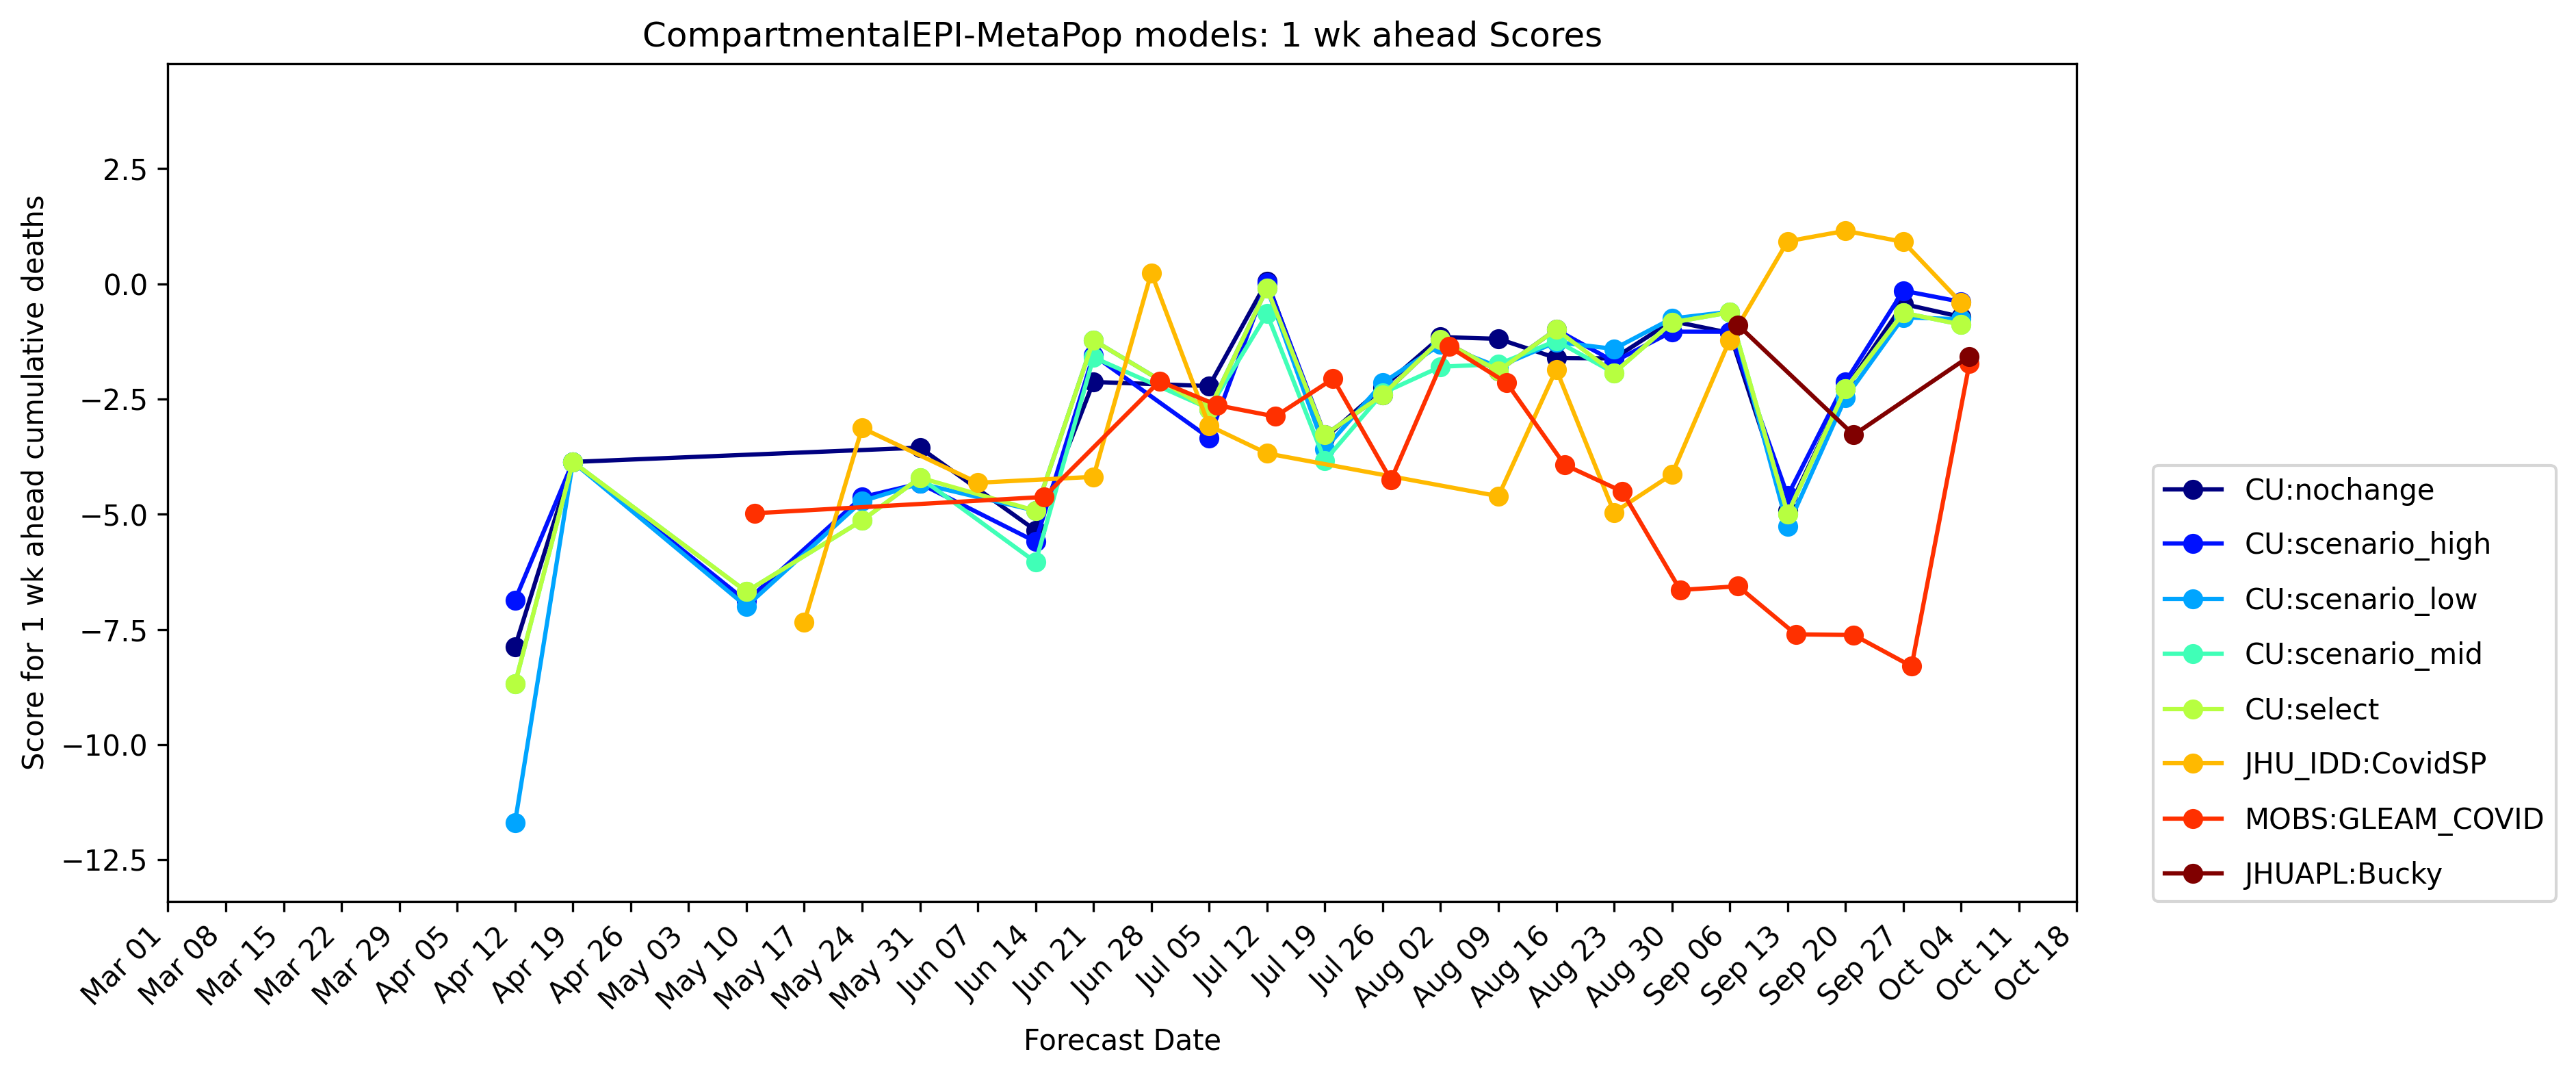 CompartmentalEPI-MetaPop models: 1 wk ahead Scores
Score for 1 wk ahead cumulative deaths
2.5
0.0
−2.5
−5.0
−7.5
−10.0
−12.5
Mar 01
Mar 08
Mar 15
Mar 22
Mar 29
Apr 05
Apr 12
Apr 19
Apr 26
May 03
May 10
May 17
May 24
May 31
Jun 07
Jun 14
Jun 21
Jun 28
Jul 05
Jul 12
Jul 19
Jul 26
Aug 02
Aug 09
Aug 16
Aug 23
Aug 30
Sep 06
Sep 13
Sep 20
Sep 27
Oct 04
Oct 11
Oct 18
Forecast Date
CU:nochange
CU:scenario_high
CU:scenario_low
CU:scenario_mid
CU:select
JHU_IDD:CovidSP
MOBS:GLEAM_COVID
JHUAPL:Bucky